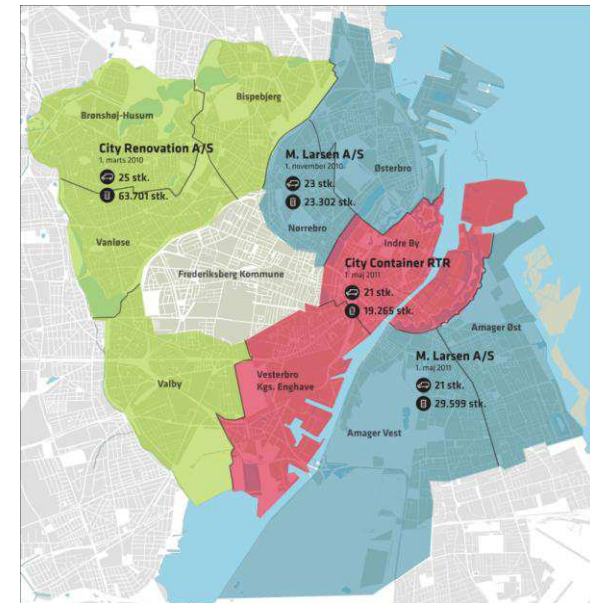 Bispebjerg
Brønshøj-Husum
City Renovation A/S
1. marts 2010
25 stk.
63.701 stk.
M. Larsen A/S
1. november 2010
23 stk.
23.302 stk.
Østerbro
Nørrebro
Vanløse
Frederiksberg Kommune
Indre By
City Container RTR
1. maj 2011
21 stk.
19.265 stk.
Amager Øst
M. Larsen A/S
1. maj 2011
21 stk.
29.599 stk.
Valby
Vesterbro
Kgs. Enghave
Amager Vest